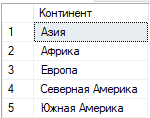 Континент
1 Азия
2 Африка
3 Европа
4 Северная Америка
5 Южная Америка